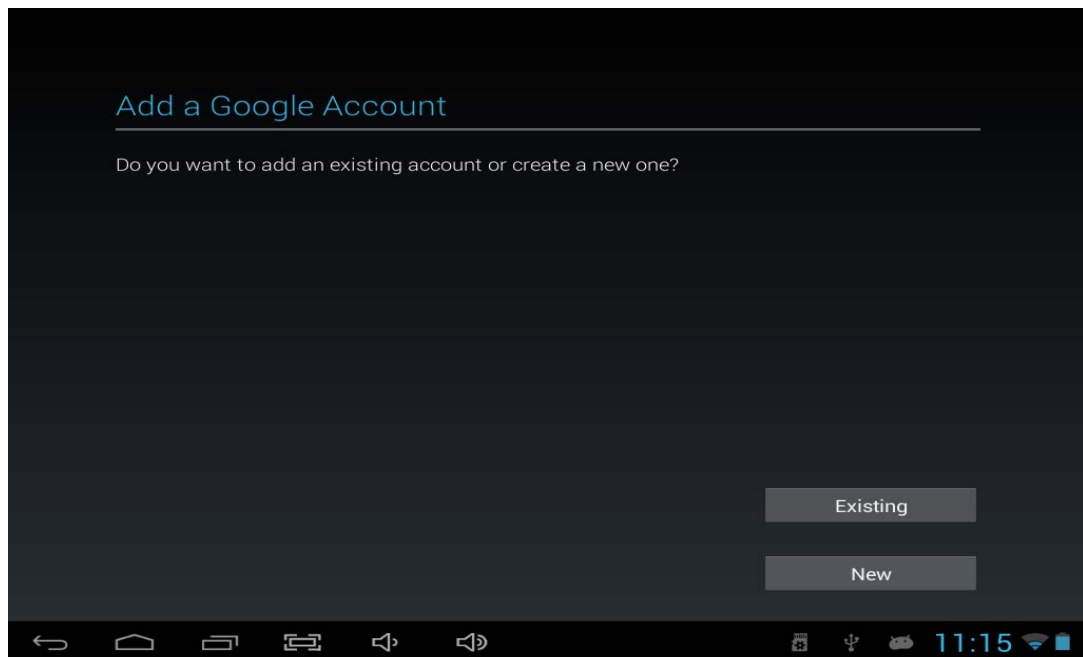 Add a Google Account
Do you want to add an existing account or create a new one?
Existing
New
11:15